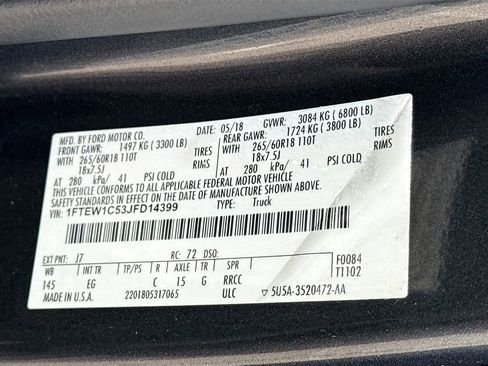 MFD. BY FORD MOTOR CO.
DATE: 05/18 GVWR: 3084 KG ( 6800 LB)
FRONT GAWR: 1497 KG ( 3300 LB)
REAR GAWR: 1724 KG ( 3800 LB)
WITH 265/60R18 110T TIRES
WITH 265/60R18 110T TIRES
18x7.5J RIMS
18x7.5J RIMS
AT 280 kPa/ 41 PSI COLD
AT 280 kPa/ 41 PSI COLD
THIS VEHICLE CONFORMS TO ALL APPLICABLE FEDERAL MOTOR VEHICLE
SAFETY STANDARDS IN EFFECT ON THE DATE OF MANUFACTURE SHOWN ABOVE.
VIN: 1FTEW1C53JFD14399
TYPE: Truck
EXT PNT: J7 RC: 72 DSO: F0084
WB INT TR TP/PS R AXLE TR SPR T1102
145 EG C 15 G RRCC
MADE IN U.S.A. 2201805317065 ULC ▽ 5U5A-3520472-AA